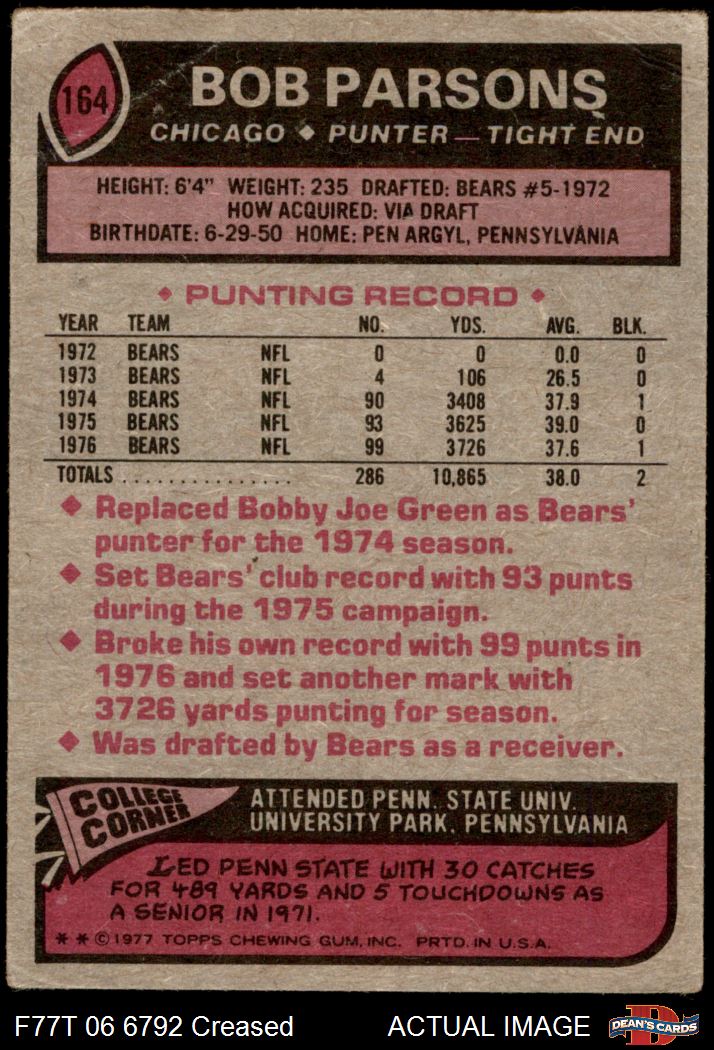 164
BOB PARSONS
CHICAGO ◆ PUNTER — TIGHT END
HEIGHT: 6'4" WEIGHT: 235 DRAFTED: BEARS #5-1972
HOW ACQUIRED: VIA DRAFT
BIRTHDATE: 6-29-50 HOME: PEN ARGYL, PENNSYLVANIA
◆ PUNTING RECORD ◆
YEAR TEAM NO. YDS. AVG. BLK.
1972 BEARS NFL 0 0 0.0 0
1973 BEARS NFL 4 106 26.5 0
1974 BEARS NFL 90 3408 37.9 1
1975 BEARS NFL 93 3625 39.0 0
1976 BEARS NFL 99 3726 37.6 1
TOTALS . . . . . . . . . . . . . . . 286 10,865 38.0 2
◆ Replaced Bobby Joe Green as Bears'
punter for the 1974 season.
◆ Set Bears' club record with 93 punts
during the 1975 campaign.
◆ Broke his own record with 99 punts in
1976 and set another mark with
3726 yards punting for season.
◆ Was drafted by Bears as a receiver.
COLLEGE
CORNER
ATTENDED PENN. STATE UNIV.
UNIVERSITY PARK, PENNSYLVANIA
LED PENN STATE WITH 30 CATCHES
FOR 489 YARDS AND 5 TOUCHDOWNS AS
A SENIOR IN 1971.
* * © 1977 TOPPS CHEWING GUM, INC. PRTD. IN U.S.A.
F77T 06 6792 Creased ACTUAL IMAGE
D
DEAN'S CARDS